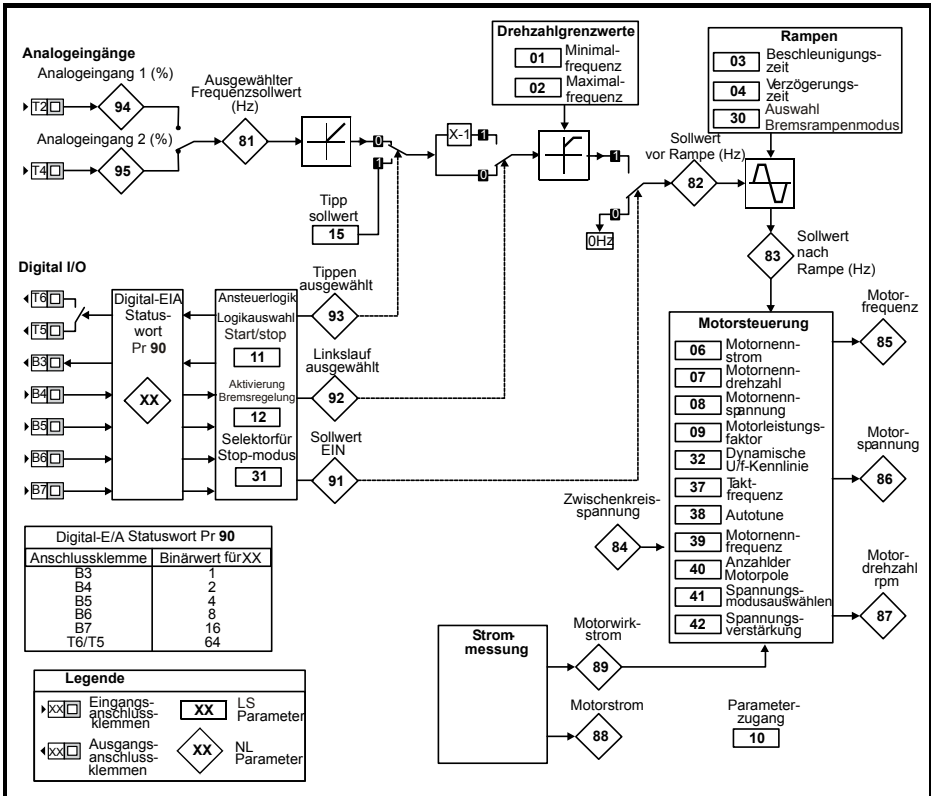 Analogeingänge
Analogeingang 1 (%)
T2
94
Analogeingang 2 (%)
T4
95
Ausgewählter
Frequenzsollwert
(Hz)
81
0
1
Tipp
sollwert
15
X-1
1
0
Drehzahlgrenzwerte
01 Minimal-
frequenz
02 Maximal-
frequenz
1
0
0Hz
Sollwert
vor Rampe (Hz)
82
Rampen
03 Beschleunigungs-
zeit
04 Verzögerungs-
zeit
30 Auswahl
Bremsrampenmodus
83
Sollwert
nach
Rampe (Hz)
Digital I/O
T6
T5
B3
B4
B5
B6
B7
Digital-EIA
Status-
wort
Pr 90
XX
Ansteuerlogik
Logikauswahl
Start/stop
11
Aktivierung
Bremsregelung
12
Selektorfür
Stop-modus
31
Tippen
ausgewählt
93
Linkslauf
ausgewählt
92
Sollwert
EIN
91
Motorsteuerung
06 Motornenn-
strom
07 Motornenn-
drehzahl
08 Motornenn-
spannung
09 Motorleistungs-
faktor
32 Dynamische
U/f-Kennlinie
37 Takt-
frequenz
38 Autotune
39 Motornenn-
frequenz
40 Anzahlder
Motorpole
41 Spannungs-
modusauswählen
42 Spannungs-
verstärkung
Motor-
frequenz
85
Motor-
spannung
86
Motor-
drehzahl
rpm
87
Zwischenkreis-
spannung
84
Digital-E/A Statuswort Pr 90
Anschlussklemme Binärwert für XX
B3 1
B4 2
B5 4
B6 8
B7 16
T6/T5 64
Strom-
messung
Motorwirk-
strom
89
Motorstrom
88
Parameter-
zugang
10
Legende
XX Eingangs-
anschluss-
klemmen
XX LS
Parameter
XX Ausgangs-
anschluss-
klemmen
XX NL
Parameter